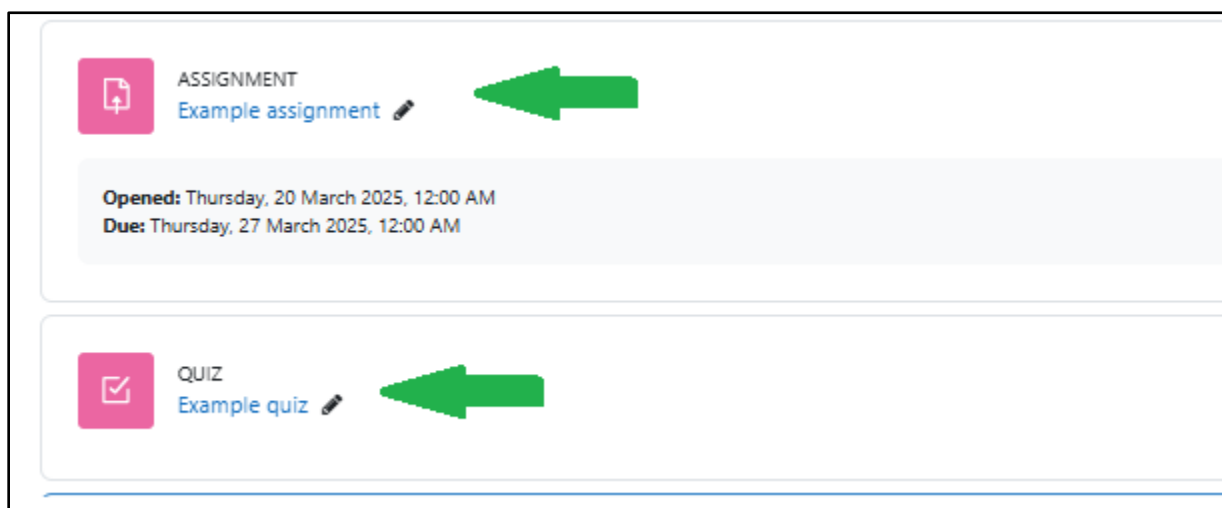 ASSIGNMENT
Example assignment
Opened: Thursday, 20 March 2025, 12:00 AM
Due: Thursday, 27 March 2025, 12:00 AM
QUIZ
Example quiz